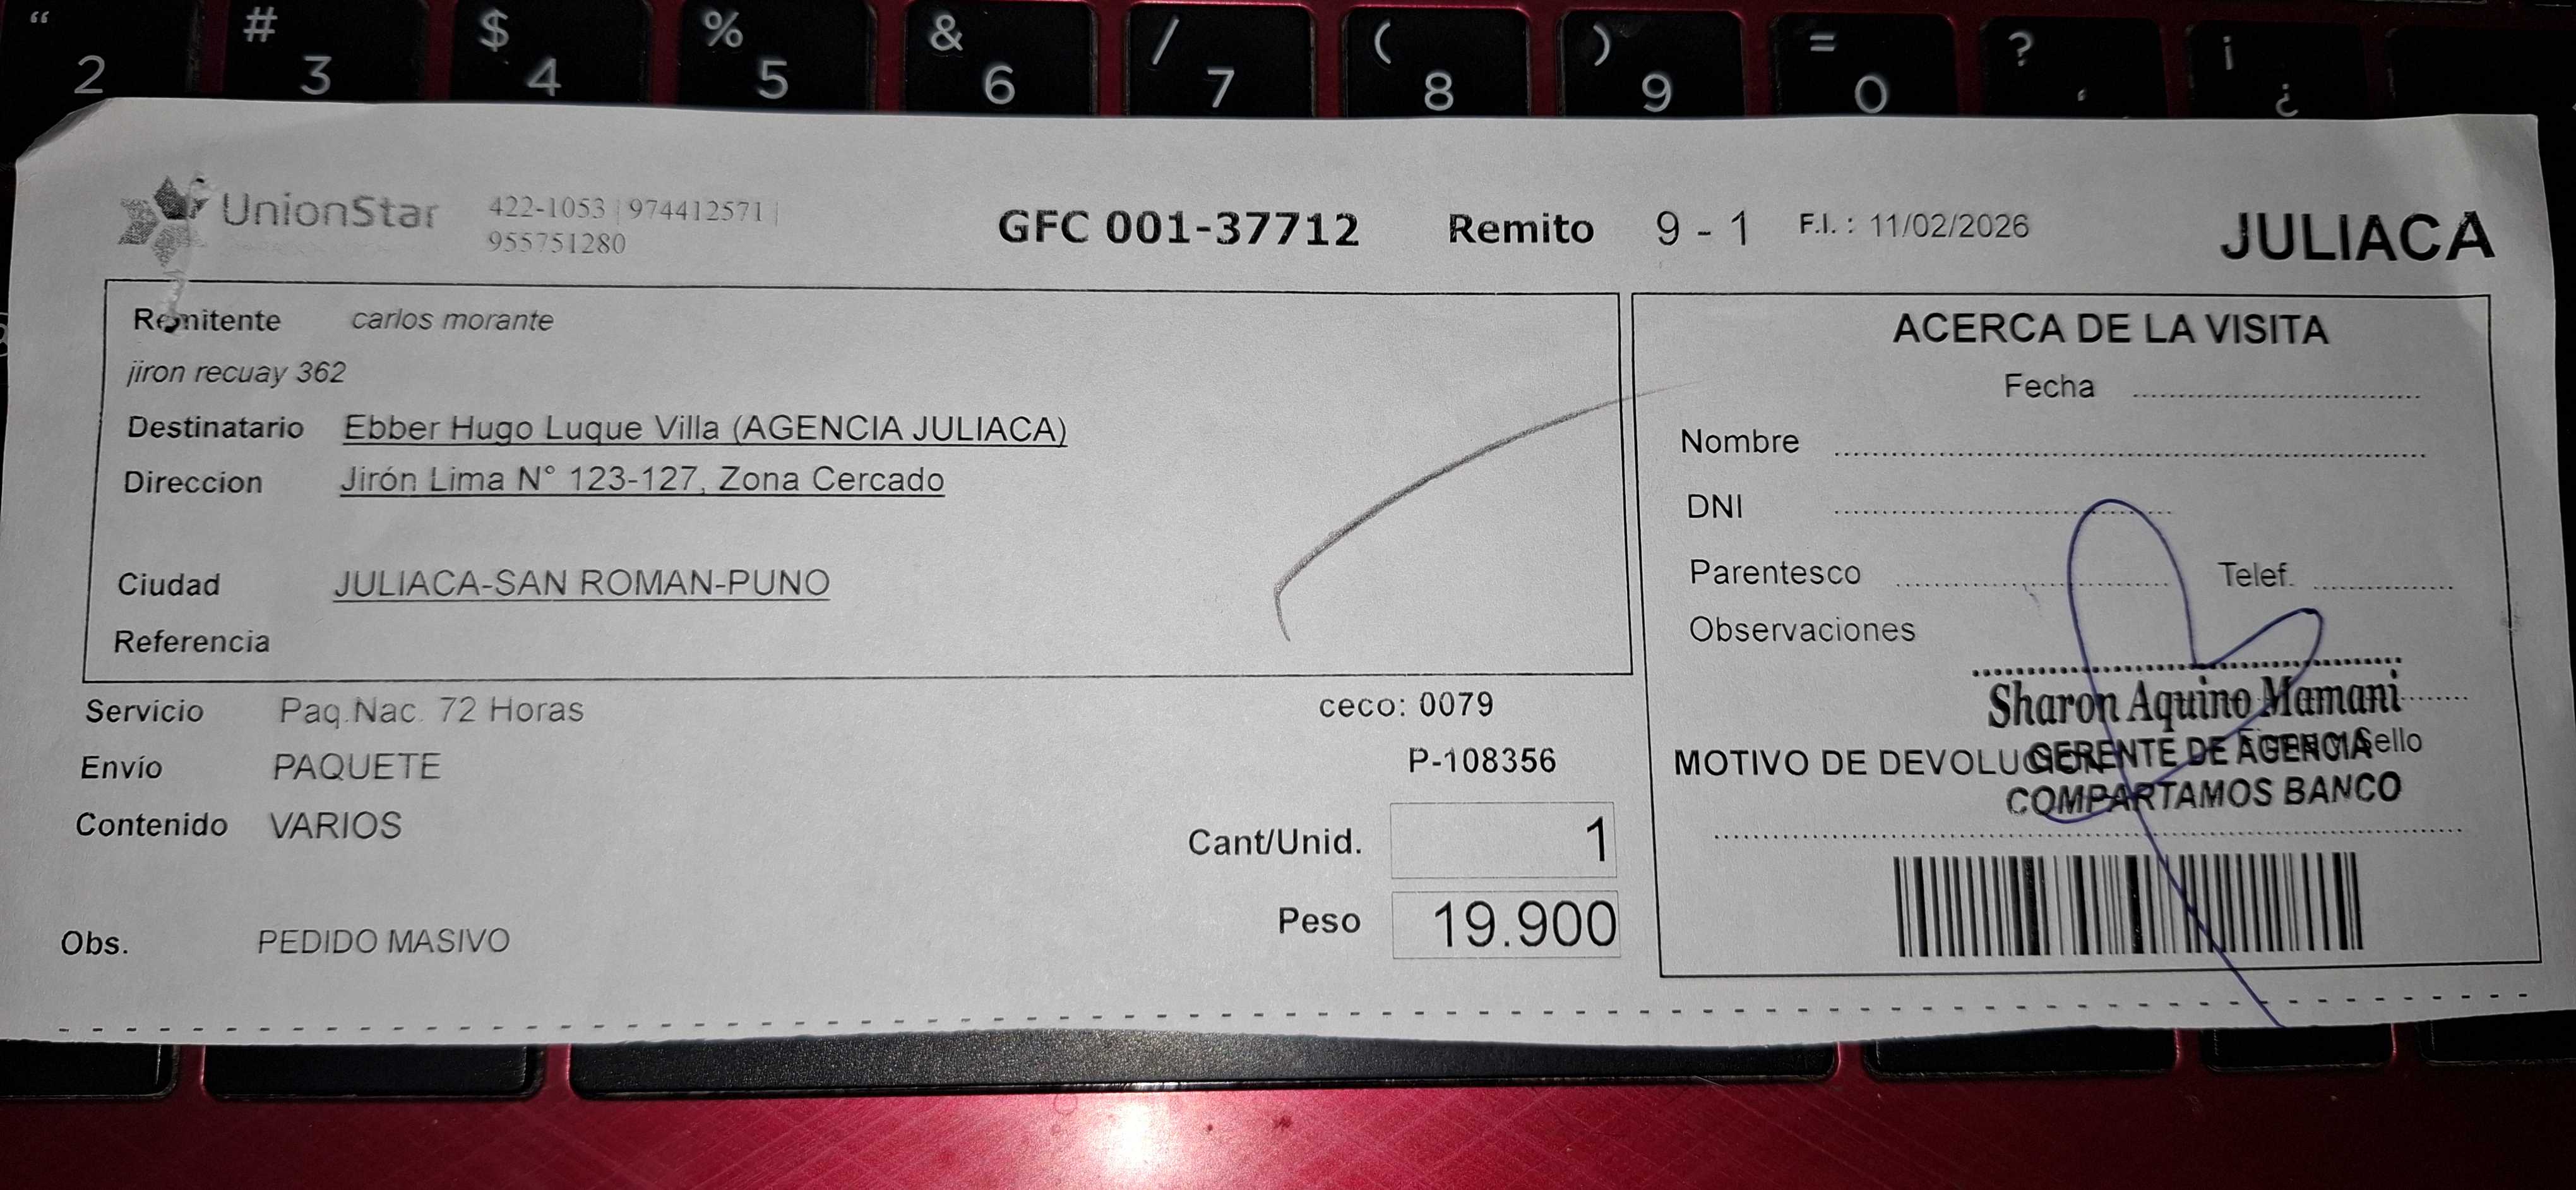 “ # $ % & / ( ) = ? ¡
2 3 4 5 6 7 8 9 0 ' ¿
UnionStar 422-1053 | 974412571 |
955751280
GFC 001-37712 Remito 9 - 1 F.I. : 11/02/2026 JULIACA
Remitente carlos morante
jiron recuay 362
Destinatario Ebber Hugo Luque Villa (AGENCIA JULIACA)
Direccion Jirón Lima N° 123-127, Zona Cercado
Ciudad JULIACA-SAN ROMAN-PUNO
Referencia
Servicio Paq.Nac. 72 Horas ceco: 0079
Envío PAQUETE P-108356
Contenido VARIOS
Cant/Unid. 1
Peso 19.900
Obs. PEDIDO MASIVO
ACERCA DE LA VISITA
Fecha
Nombre
DNI
Parentesco Telef.
Observaciones
Sharon Aquino Mamani
Sello
GERENTE DE AGENCIA
MOTIVO DE
COMPARTAMOS BANCO